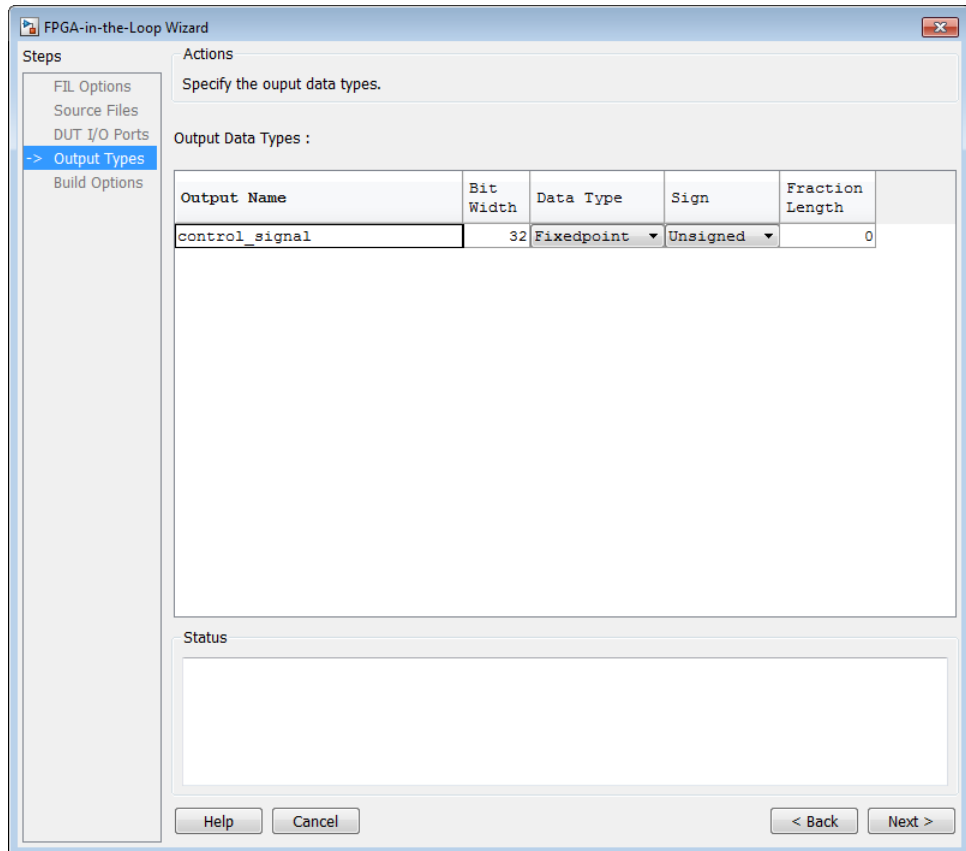 FPGA-in-the-Loop Wizard
Steps
FIL Options
Source Files
DUT I/O Ports
-> Output Types
Build Options
Actions
Specify the ouput data types.
Output Data Types :
Output Name Bit Width Data Type Sign Fraction Length
control_signal 32 Fixedpoint Unsigned 0
Status
Help Cancel < Back Next >